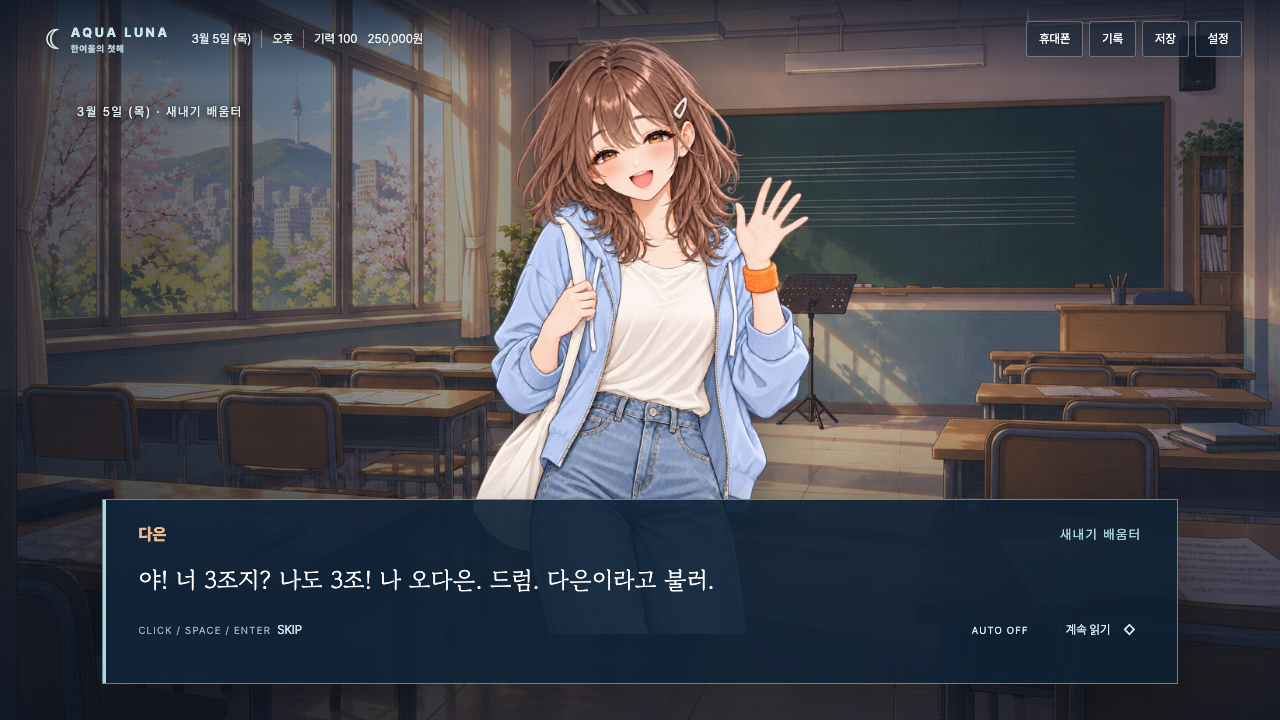 AQUA LUNA
한여울의 첫해
3월 5일 (목) 오후 기력 100 250,000원
휴대폰 기록 저장 설정
3월 5일 (목) · 새내기 배움터
다은
새내기 배움터
야! 너 3조지? 나도 3조! 나 오다은. 드럼. 다은이라고 불러.
CLICK / SPACE / ENTER SKIP
AUTO OFF 계속 읽기